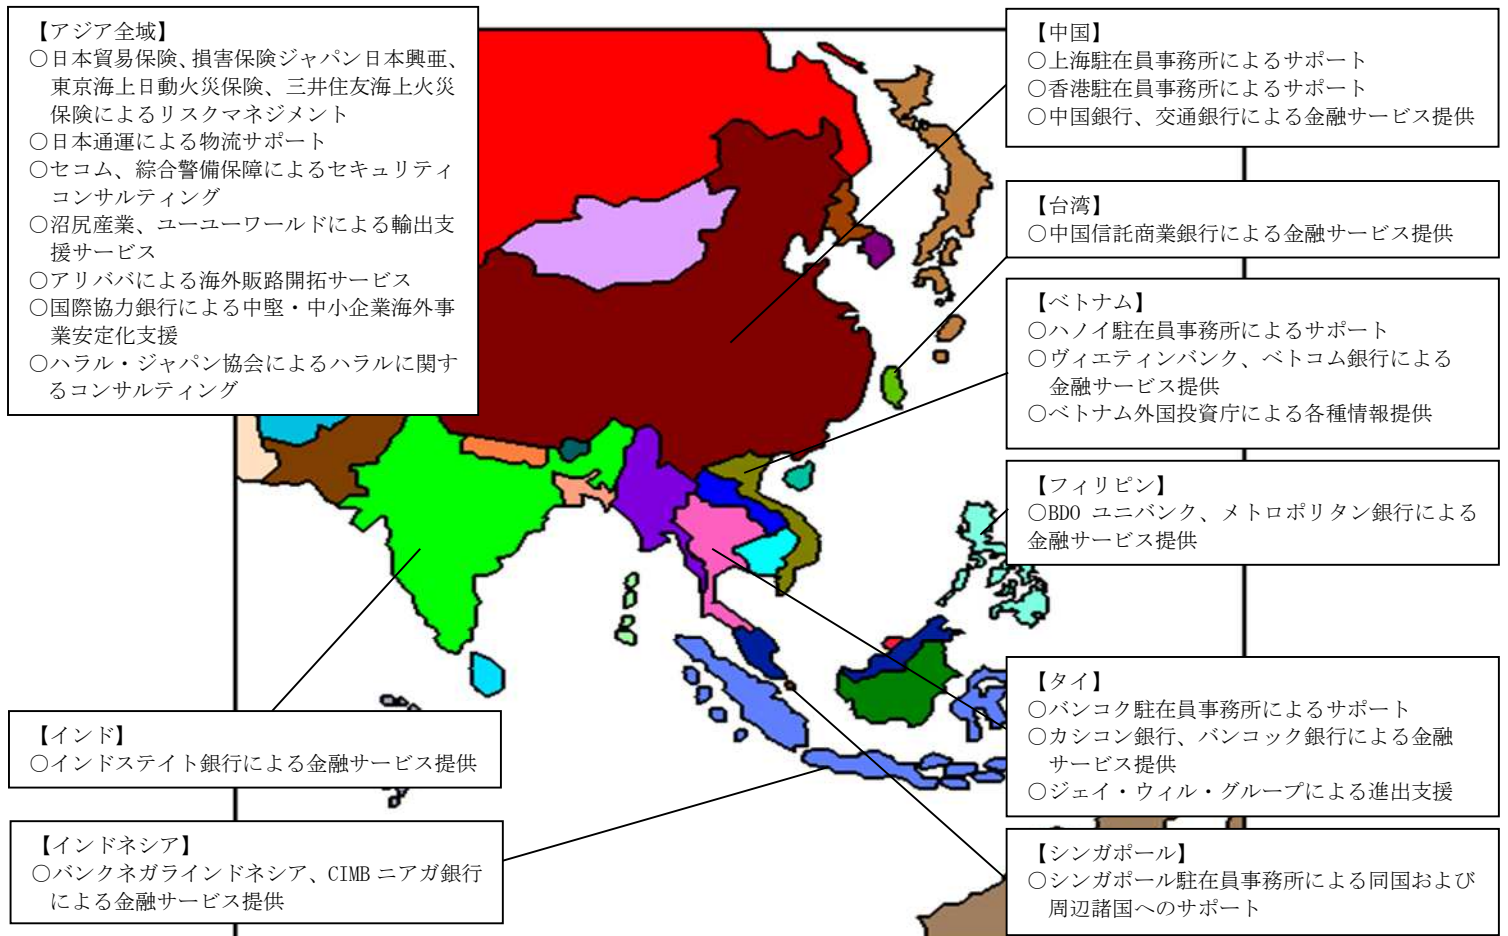 【アジア全域】
○日本貿易保険、損害保険ジャパン日本興亜、
東京海上日動火災保険、三井住友海上火災
保険によるリスクマネジメント
○日本通運による物流サポート
○セコム、綜合警備保障によるセキュリティ
コンサルティング
○沼尻産業、ユーユーワールドによる輸出支
援サービス
○アリババによる海外販路開拓サービス
○国際協力銀行による中堅・中小企業海外事
業安定化支援
○ハラル・ジャパン協会によるハラルに関す
るコンサルティング
【中国】
○上海駐在員事務所によるサポート
○香港駐在員事務所によるサポート
○中国銀行、交通銀行による金融サービス提供
【台湾】
○中国信託商業銀行による金融サービス提供
【ベトナム】
○ハノイ駐在員事務所によるサポート
○ヴィエティンバンク、ベトコム銀行による
金融サービス提供
○ベトナム外国投資庁による各種情報提供
【フィリピン】
○BDO ユニバンク、メトロポリタン銀行による
金融サービス提供
【タイ】
○バンコク駐在員事務所によるサポート
○カシコン銀行、バンコック銀行による金融
サービス提供
○ジェイ・ウィル・グループによる進出支援
【シンガポール】
○シンガポール駐在員事務所による同国および
周辺諸国へのサポート
【インド】
○インドステイト銀行による金融サービス提供
【インドネシア】
○バンクネガラインドネシア、CIMB ニアガ銀行
による金融サービス提供